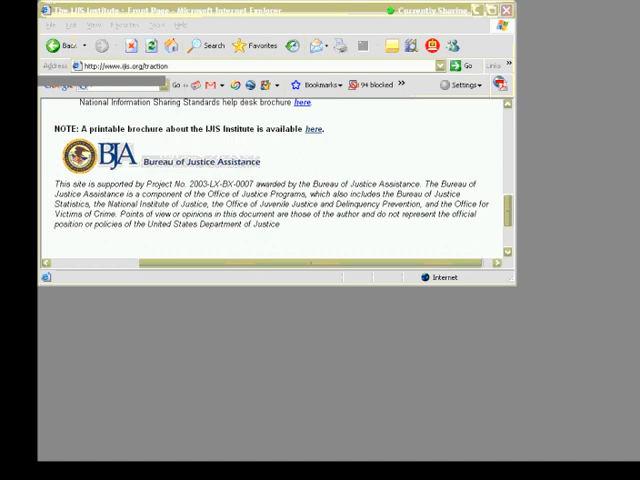 The IJIS Institute : Front Page - Microsoft Internet Explorer
Currently Sharing
File Edit View Favorites Tools Help
Back Search Favorites
Address http://www.ijis.org/traction Go Links »
Go Bookmarks 94 blocked » Settings
National Information Sharing Standards help desk brochure here.
NOTE: A printable brochure about the IJIS Institute is available here.
BJA Bureau of Justice Assistance
This site is supported by Project No. 2003-LX-BX-0007 awarded by the Bureau of Justice Assistance. The Bureau of
Justice Assistance is a component of the Office of Justice Programs, which also includes the Bureau of Justice
Statistics, the National Institute of Justice, the Office of Juvenile Justice and Delinquency Prevention, and the Office for
Victims of Crime. Points of view or opinions in this document are those of the author and do not represent the official
position or policies of the United States Department of Justice
Internet